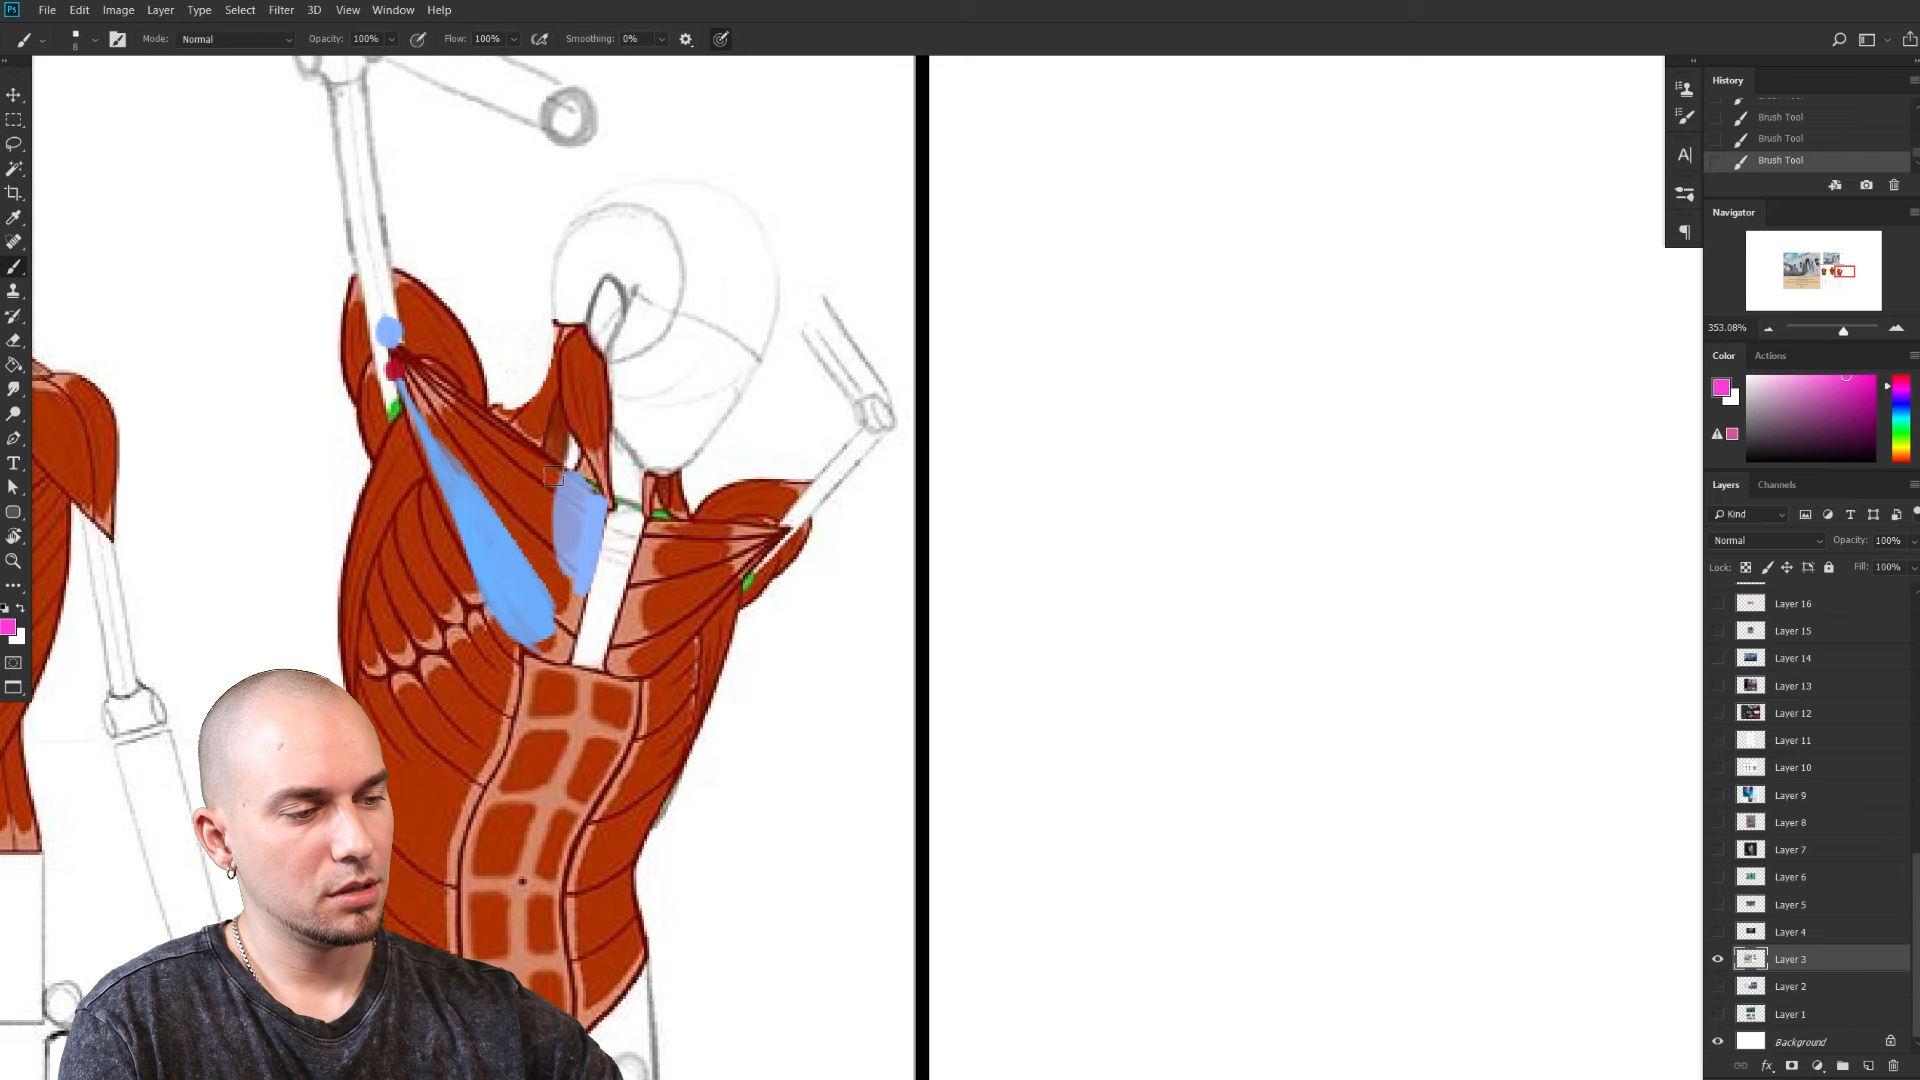 Ps File Edit Image Layer Type Select Filter 3D View Window Help
8 Mode: Normal Opacity: 100% Flow: 100% Smoothing: 0%
History
Brush Tool
Brush Tool
Brush Tool
Navigator
353.08%
Color Actions
Layers Channels
Kind
Normal Opacity: 100%
Lock: Fill: 100%
Layer 16
Layer 15
Layer 14
Layer 13
Layer 12
Layer 11
Layer 10
Layer 9
Layer 8
Layer 7
Layer 6
Layer 5
Layer 4
Layer 3
Layer 2
Layer 1
Background
fx